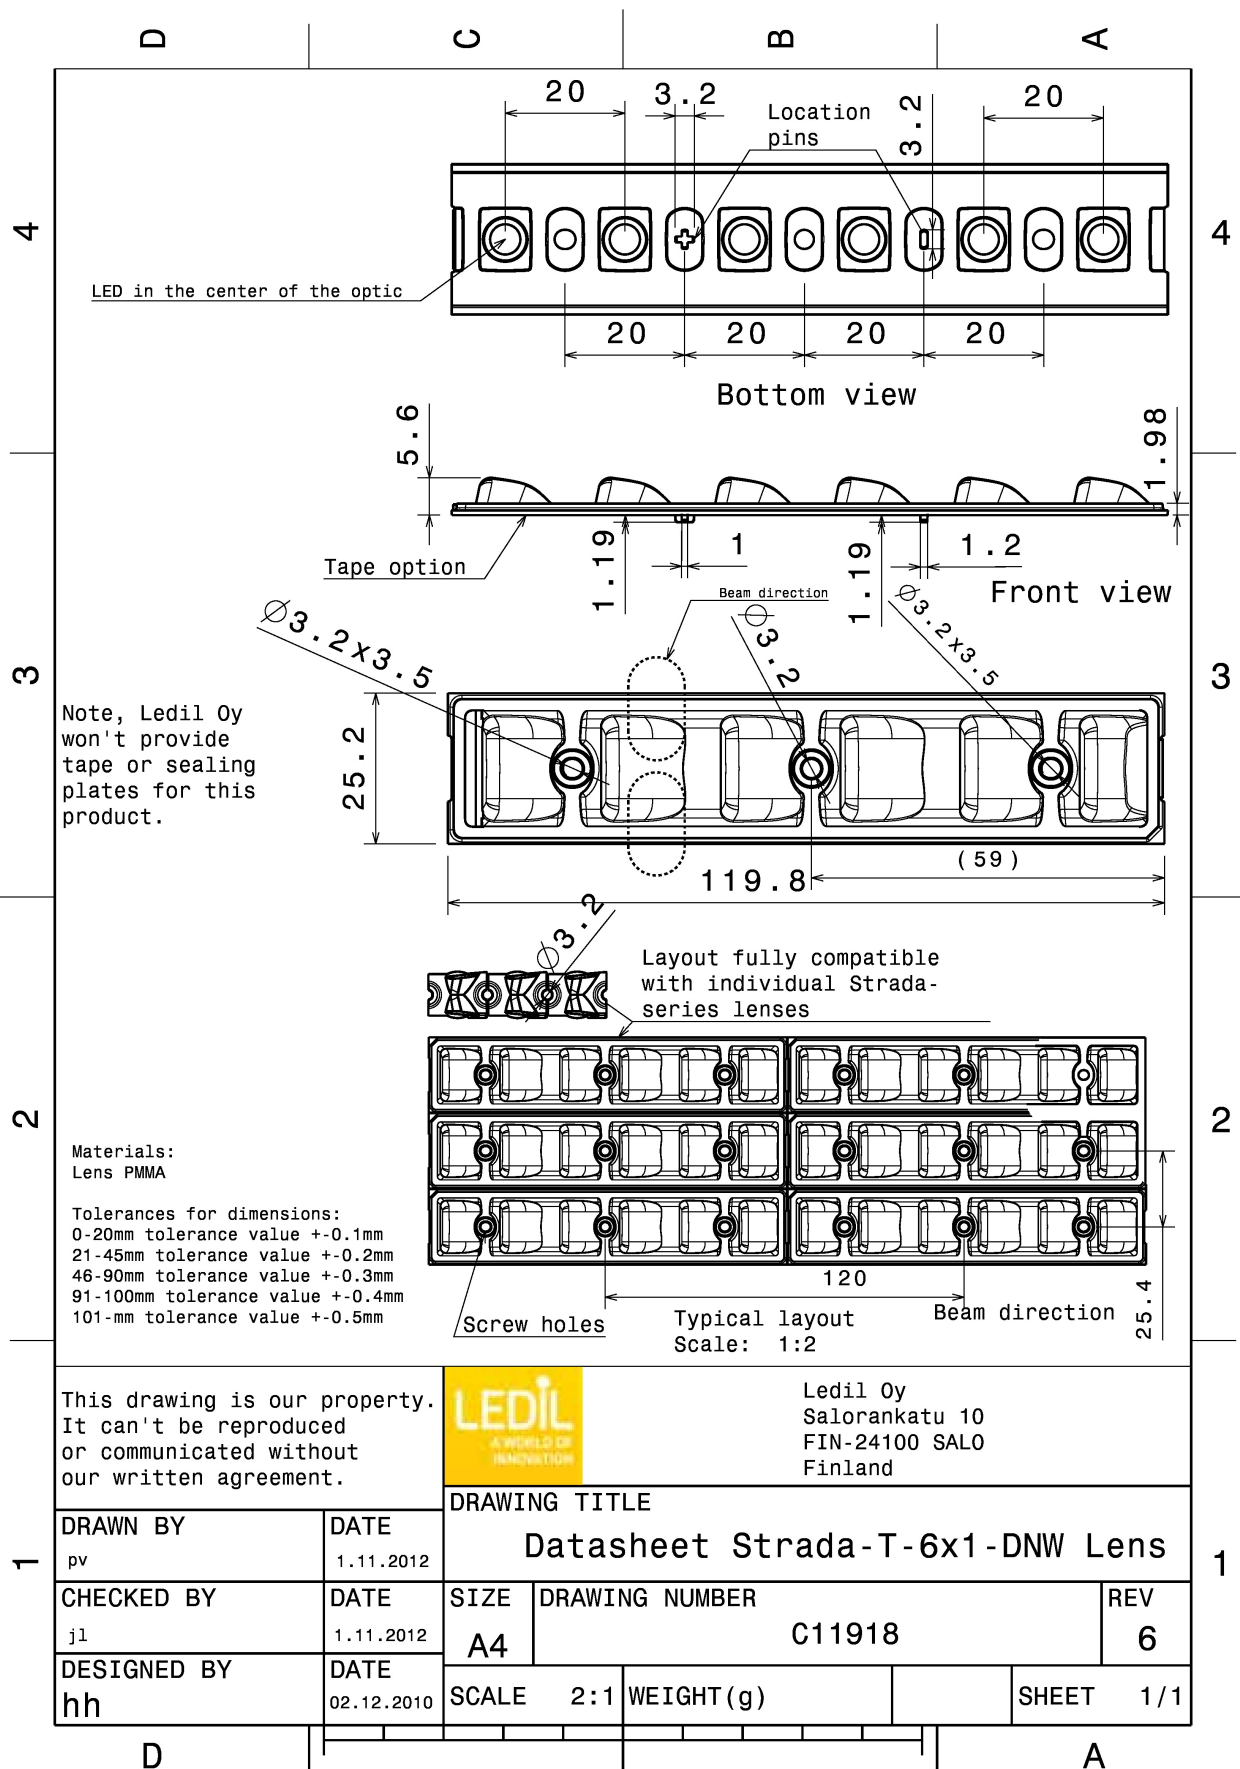 D
C
B
A
20
3.2
Location
pins
3.2
20
4
4
LED in the center of the optic
20
20
20
20
Bottom view
5.6
1.98
Tape option
1.19
1
1.19
1.2
Front view
Beam direction
Ø3.2x3.5
Ø3.2
Ø3.2x3.5
3
3
Note, Ledil Oy
won't provide
tape or sealing
plates for this
product.
25.2
(59)
119.8
Ø3.2
Layout fully compatible
with individual Strada-
series lenses
2
2
Materials:
Lens PMMA
Tolerances for dimensions:
0-20mm tolerance value +-0.1mm
21-45mm tolerance value +-0.2mm
46-90mm tolerance value +-0.3mm
91-100mm tolerance value +-0.4mm
101-mm tolerance value +-0.5mm
120
25.4
Screw holes
Typical layout
Scale: 1:2
Beam direction
This drawing is our property.
It can't be reproduced
or communicated without
our written agreement.
LEDiL
A WORLD OF
INNOVATION
Ledil Oy
Salorankatu 10
FIN-24100 SALO
Finland
DRAWING TITLE
Datasheet Strada-T-6x1-DNW Lens
DRAWN BY
pv
DATE
1.11.2012
1
1
CHECKED BY
jl
DATE
1.11.2012
SIZE
A4
DRAWING NUMBER
C11918
REV
6
DESIGNED BY
hh
DATE
02.12.2010
SCALE 2:1
WEIGHT(g)
SHEET 1/1
D
A